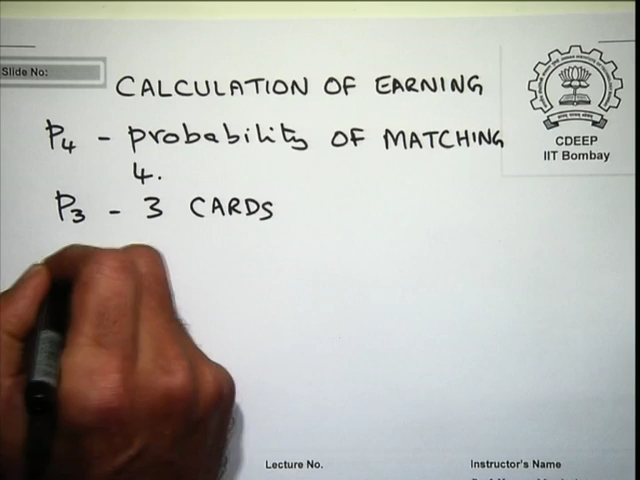 Slide No:
CALCULATION OF EARNING
P4 - probability OF MATCHING
4.
P3 - 3 CARDS
CDEEP
IIT Bombay
Lecture No.
Instructor's Name